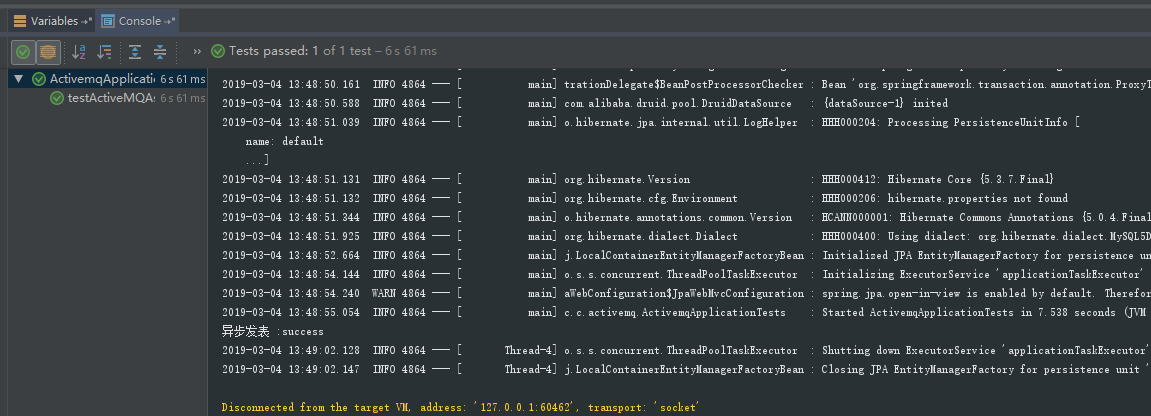 Variables
Console
Tests passed: 1 of 1 test – 6 s 61 ms
ActivemqApplicati 6 s 61 ms
testActiveMQAs 6 s 61 ms
2019-03-04 13:48:50.161 INFO 4864 --- [ main] trationDelegate$BeanPostProcessorChecker : Bean 'org.springframework.transaction.annotation.ProxyT
2019-03-04 13:48:50.588 INFO 4864 --- [ main] com.alibaba.druid.pool.DruidDataSource : {dataSource-1} inited
2019-03-04 13:48:51.039 INFO 4864 --- [ main] o.hibernate.jpa.internal.util.LogHelper : HHH000204: Processing PersistenceUnitInfo [
name: default
...]
2019-03-04 13:48:51.131 INFO 4864 --- [ main] org.hibernate.Version : HHH000412: Hibernate Core {5.3.7.Final}
2019-03-04 13:48:51.132 INFO 4864 --- [ main] org.hibernate.cfg.Environment : HHH000206: hibernate.properties not found
2019-03-04 13:48:51.344 INFO 4864 --- [ main] o.hibernate.annotations.common.Version : HCANN000001: Hibernate Commons Annotations {5.0.4.Final
2019-03-04 13:48:51.925 INFO 4864 --- [ main] org.hibernate.dialect.Dialect : HHH000400: Using dialect: org.hibernate.dialect.MySQL5D
2019-03-04 13:48:52.664 INFO 4864 --- [ main] j.LocalContainerEntityManagerFactoryBean : Initialized JPA EntityManagerFactory for persistence un
2019-03-04 13:48:54.144 INFO 4864 --- [ main] o.s.s.concurrent.ThreadPoolTaskExecutor : Initializing ExecutorService 'applicationTaskExecutor'
2019-03-04 13:48:54.240 WARN 4864 --- [ main] aWebConfiguration$JpaWebMvcConfiguration : spring.jpa.open-in-view is enabled by default. Therefor
2019-03-04 13:48:55.054 INFO 4864 --- [ main] c.c.activemq.ActivemqApplicationTests : Started ActivemqApplicationTests in 7.538 seconds (JVM
异步发表 :success
2019-03-04 13:49:02.128 INFO 4864 --- [ Thread-4] o.s.s.concurrent.ThreadPoolTaskExecutor : Shutting down ExecutorService 'applicationTaskExecutor'
2019-03-04 13:49:02.147 INFO 4864 --- [ Thread-4] j.LocalContainerEntityManagerFactoryBean : Closing JPA EntityManagerFactory for persistence unit '
Disconnected from the target VM, address: '127.0.0.1:60462', transport: 'socket'